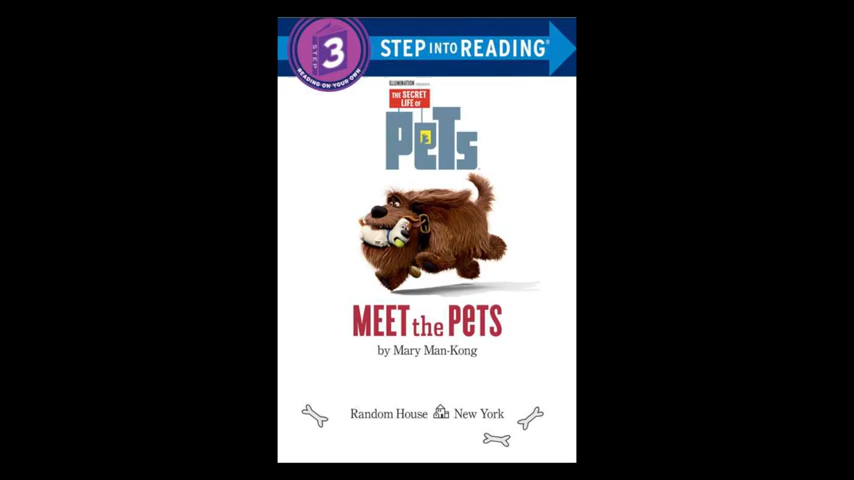 3
STEP
READING ON YOUR OWN
STEP INTO READING®
ILLUMINATION
THE SECRET
LIFE OF
PeTs
MEET the PeTS
by Mary Man-Kong
Random House New York